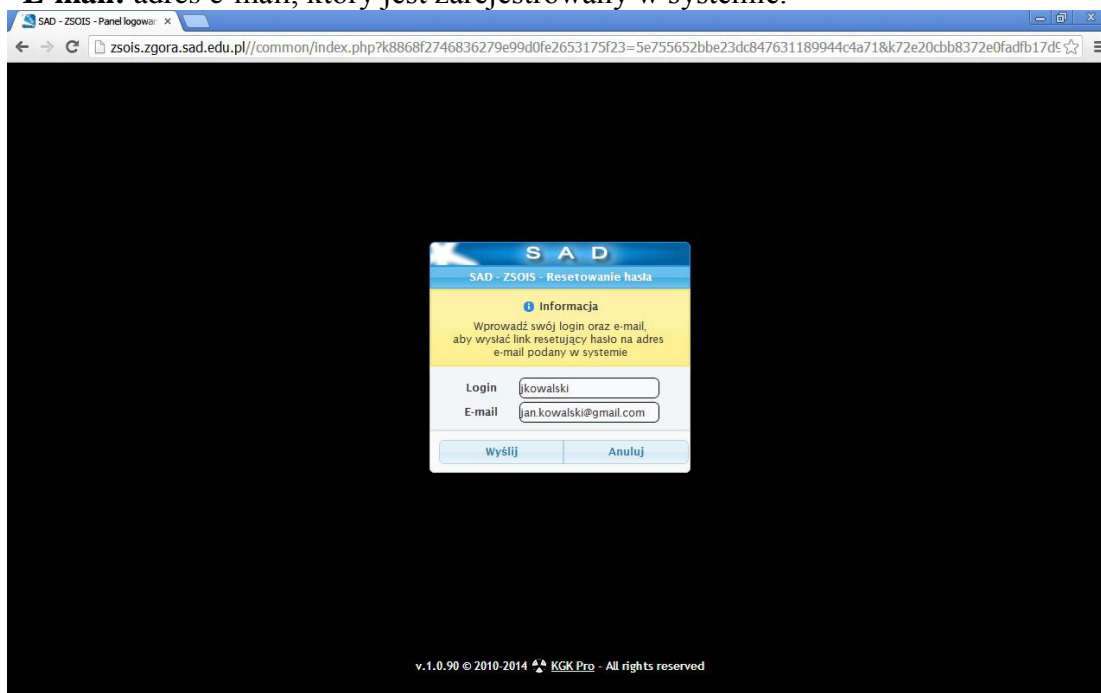 E-mail: adres e-mail, który jest zarejestrowany w systemie.
SAD - ZSOIS - Panel logowar
zsois.zgora.sad.edu.pl//common/index.php?k8868f2746836279e99d0fe2653175f23=5e755652bbe23dc847631189944c4a71&k72e20cbb8372e0fadfb17d9
S A D
SAD - ZSOIS - Resetowanie hasła
Informacja
Wprowadź swój login oraz e-mail,
aby wysłać link resetujący hasło na adres
e-mail podany w systemie
Login jkowalski
E-mail jan.kowalski@gmail.com
Wyślij Anuluj
v.1.0.90 © 2010-2014 KGK Pro - All rights reserved